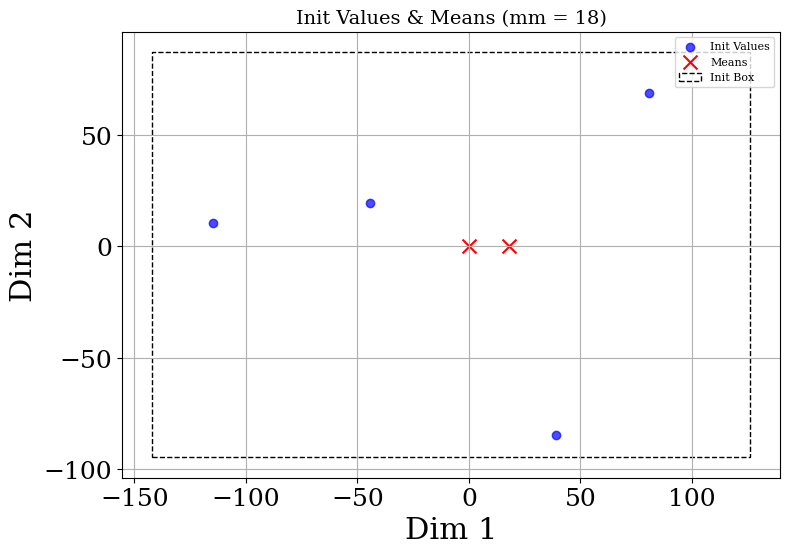 Init Values & Means (mm = 18)
Init Values
Means
Init Box
50
0
−50
−100
Dim 2
−150
−100
−50
0
50
100
Dim 1